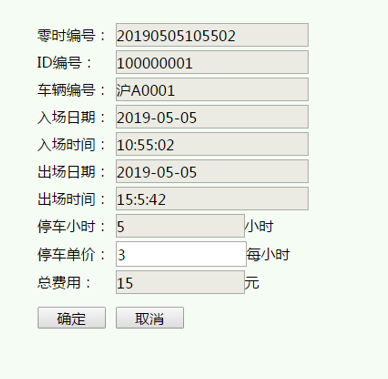 零时编号： 20190505105502
ID编号： 100000001
车辆编号： 沪A0001
入场日期： 2019-05-05
入场时间： 10:55:02
出场日期： 2019-05-05
出场时间： 15:5:42
停车小时： 5 小时
停车单价： 3 每小时
总费用： 15 元
确定 取消